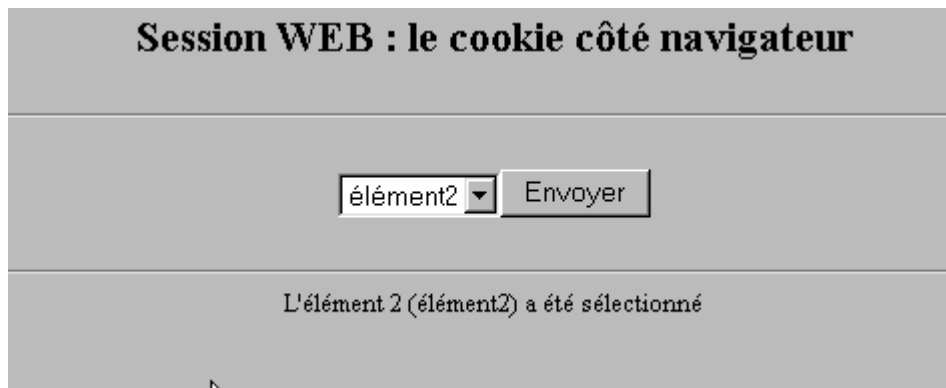 Session WEB : le cookie côté navigateur
élément2 Envoyer
L'élément 2 (élément2) a été sélectionné